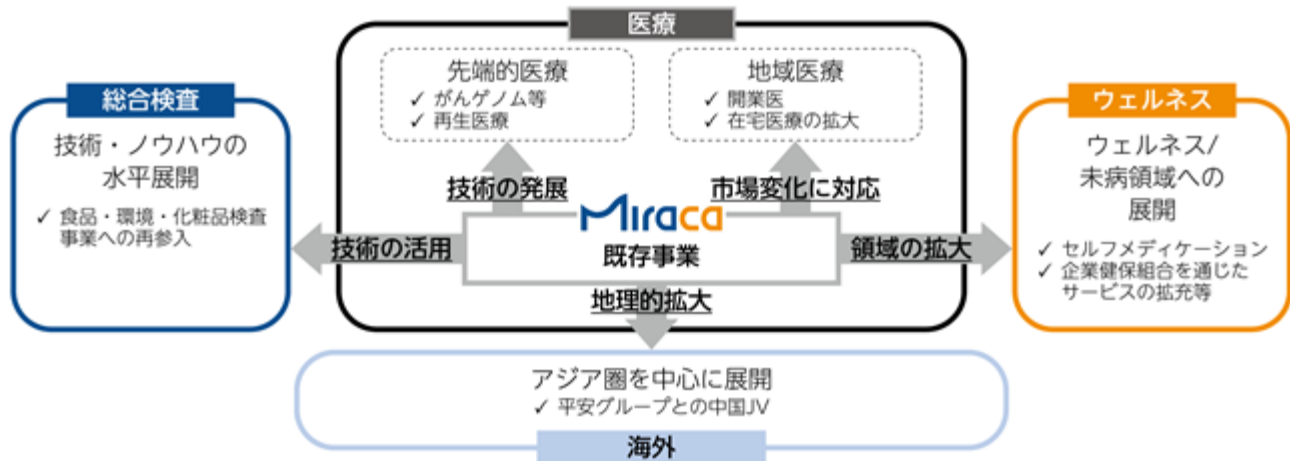 医療
先端的医療
✓ がんゲノム等
✓ 再生医療
地域医療
✓ 開業医
✓ 在宅医療の拡大
総合検査
技術・ノウハウの
水平展開
✓ 食品・環境・化粧品検査
事業への再参入
ウェルネス
ウェルネス/
未病領域への
展開
✓ セルフメディケーション
✓ 企業健保組合を通じた
サービスの拡充等
技術の発展
市場変化に対応
Miraca
既存事業
技術の活用
領域の拡大
地理的拡大
アジア圏を中心に展開
✓ 平安グループとの中国JV
海外